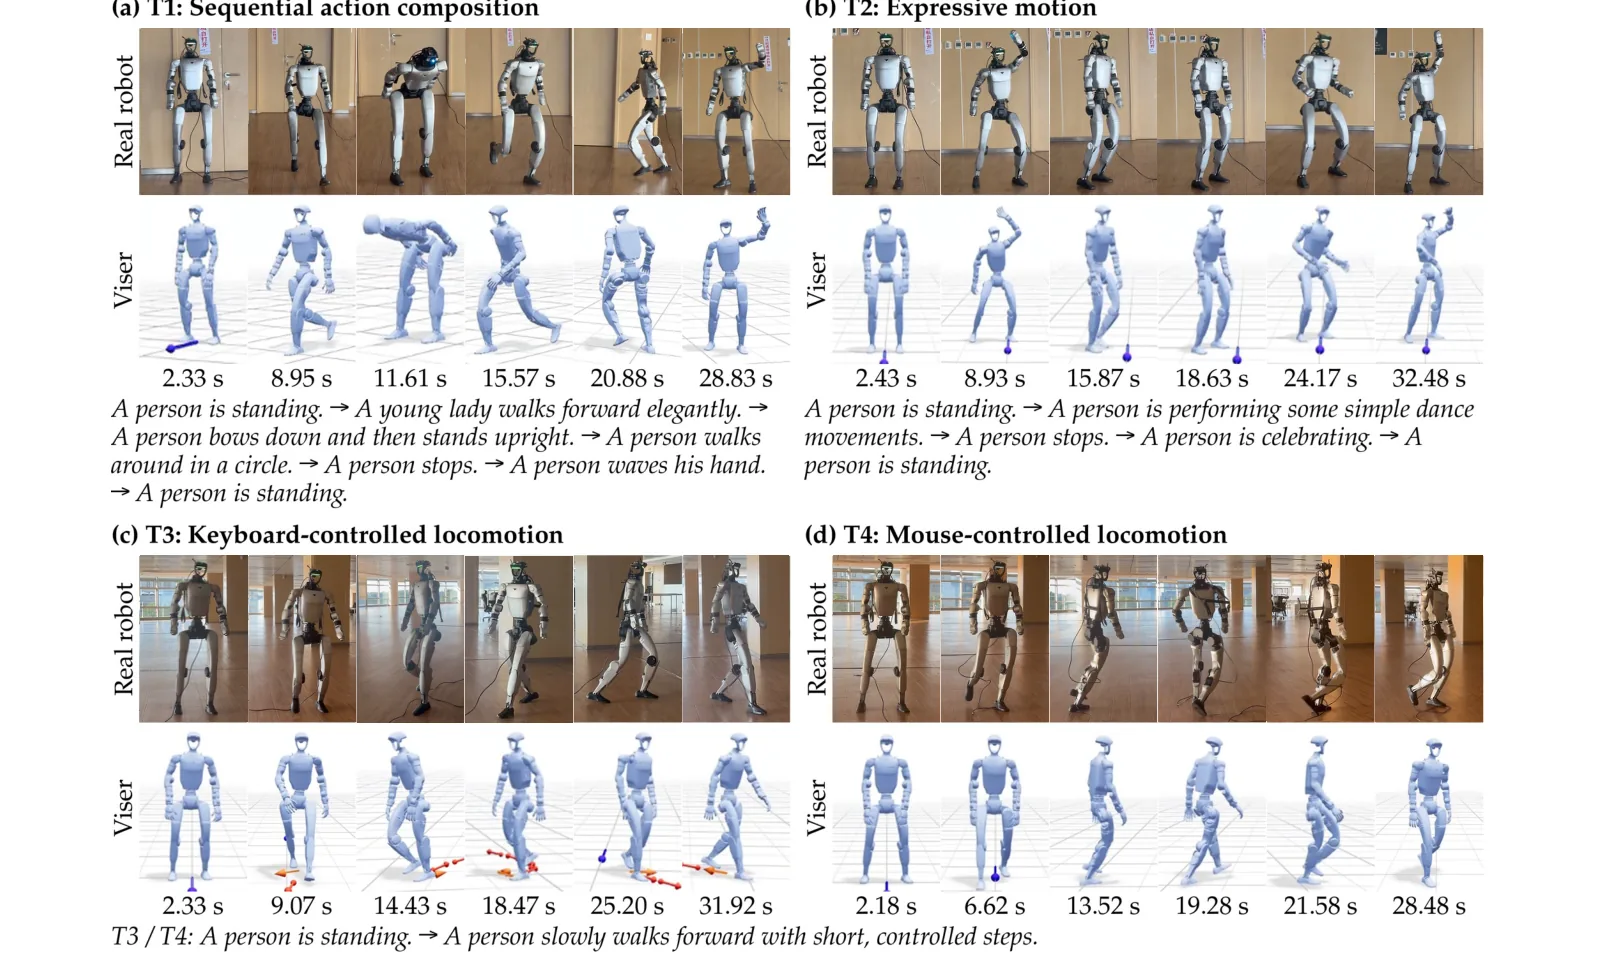 (a) T1: Sequential action composition
Real robot
Viser
2.33 s 8.95 s 11.61 s 15.57 s 20.88 s 28.83 s
A person is standing. → A young lady walks forward elegantly. →
A person bows down and then stands upright. → A person walks
around in a circle. → A person stops. → A person waves his hand.
→ A person is standing.
(b) T2: Expressive motion
Real robot
Viser
2.43 s 8.93 s 15.87 s 18.63 s 24.17 s 32.48 s
A person is standing. → A person is performing some simple dance
movements. → A person stops. → A person is celebrating. → A
person is standing.
(c) T3: Keyboard-controlled locomotion
Real robot
Viser
2.33 s 9.07 s 14.43 s 18.47 s 25.20 s 31.92 s
(d) T4: Mouse-controlled locomotion
Real robot
Viser
2.18 s 6.62 s 13.52 s 19.28 s 21.58 s 28.48 s
T3 / T4: A person is standing. → A person slowly walks forward with short, controlled steps.